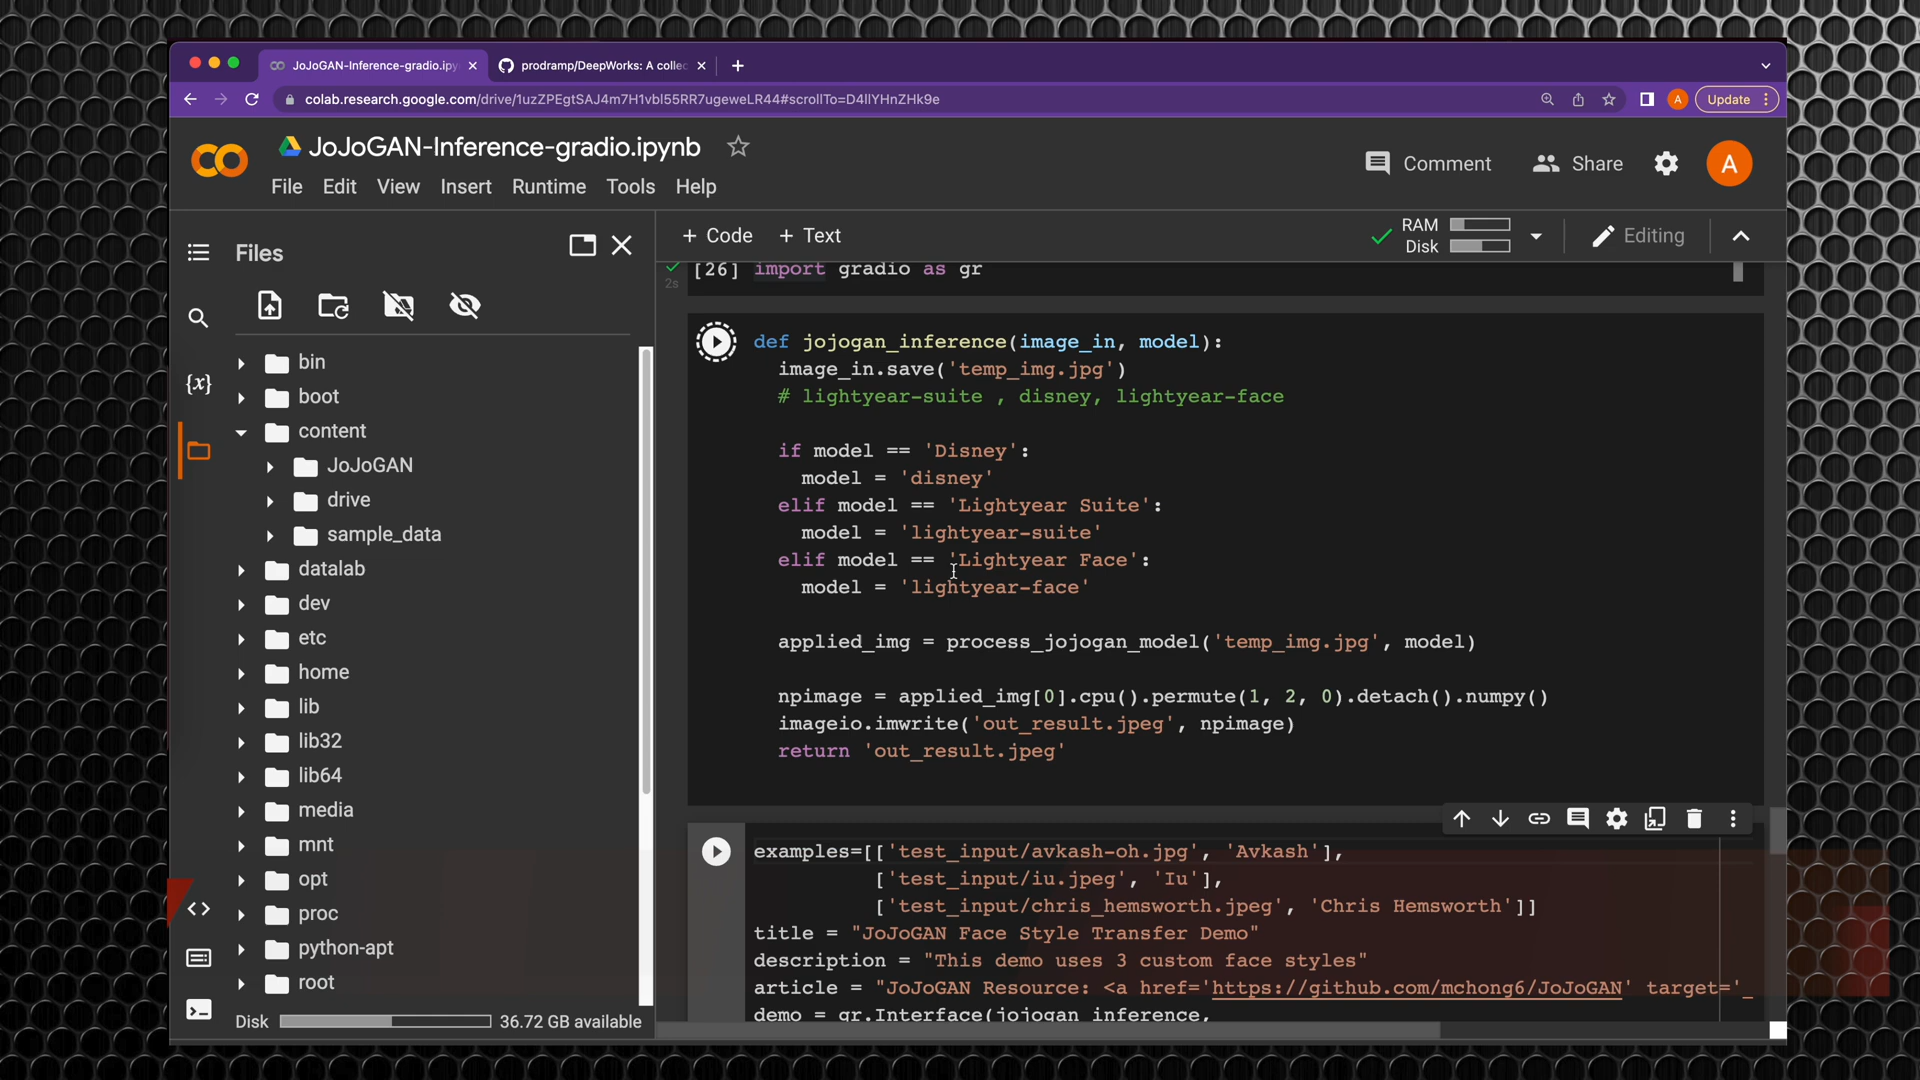 JoJoGAN-Inference-gradio.ipy
prodramp/DeepWorks: A collec
colab.research.google.com/drive/1uzZPEgtSAJ4m7H1vbl55RR7ugeweLR44#scrollTo=D4IlYHnZHk9e
A
Update
JoJoGAN-Inference-gradio.ipynb
Comment
Share
A
File Edit View Insert Runtime Tools Help
Files
+ Code + Text
RAM
Disk
Editing
[26] import gradio as gr
2s
def jojogan_inference(image_in, model):
image_in.save('temp_img.jpg')
# lightyear-suite , disney, lightyear-face
if model == 'Disney':
model = 'disney'
elif model == 'Lightyear Suite':
model = 'lightyear-suite'
elif model == 'Lightyear Face':
model = 'lightyear-face'
applied_img = process_jojogan_model('temp_img.jpg', model)
npimage = applied_img[0].cpu().permute(1, 2, 0).detach().numpy()
imageio.imwrite('out_result.jpeg', npimage)
return 'out_result.jpeg'
examples=[['test_input/avkash-oh.jpg', 'Avkash'],
['test_input/iu.jpeg', 'Iu'],
['test_input/chris_hemsworth.jpeg', 'Chris Hemsworth']]
title = "JoJoGAN Face Style Transfer Demo"
description = "This demo uses 3 custom face styles"
article = "JoJoGAN Resource: <a href='https://github.com/mchong6/JoJoGAN' target='_
demo = gr.Interface(jojogan_inference,
{x}
bin
boot
content
JoJoGAN
drive
sample_data
datalab
dev
etc
home
lib
lib32
lib64
media
mnt
opt
proc
python-apt
root
Disk
36.72 GB available